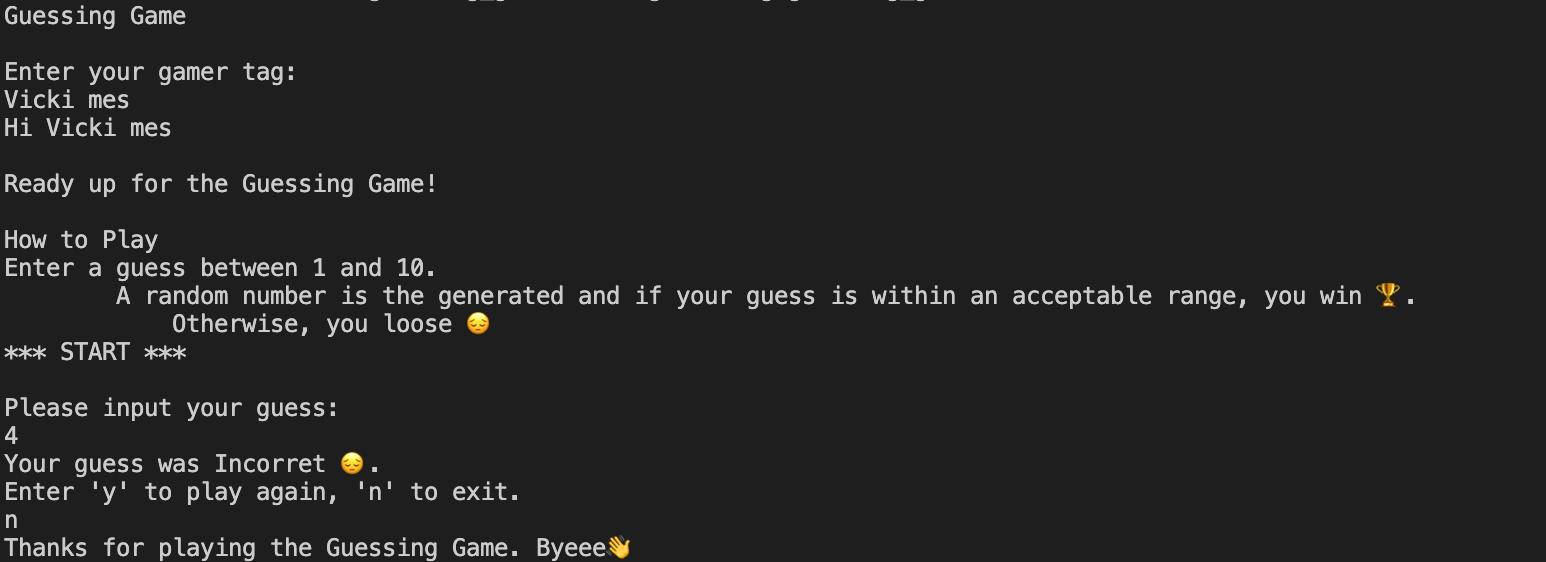 Guessing Game
Enter your gamer tag:
Vicki mes
Hi Vicki mes
Ready up for the Guessing Game!
How to Play
Enter a guess between 1 and 10.
A random number is the generated and if your guess is within an acceptable range, you win 🏆.
Otherwise, you loose 😔
*** START ***
Please input your guess:
4
Your guess was Incorret 😔.
Enter 'y' to play again, 'n' to exit.
n
Thanks for playing the Guessing Game. Byeee👋